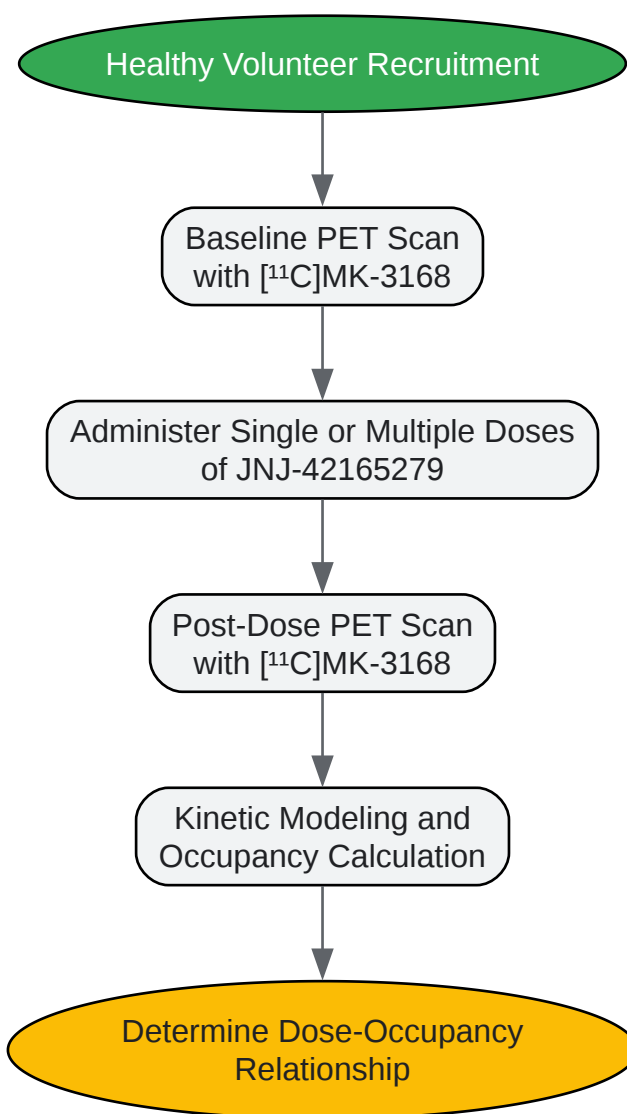 Healthy Volunteer Recruitment
Baseline PET Scan
with [¹¹C]MK-3168
Administer Single or Multiple Doses
of JNJ-42165279
Post-Dose PET Scan
with [¹¹C]MK-3168
Kinetic Modeling and
Occupancy Calculation
Determine Dose-Occupancy
Relationship